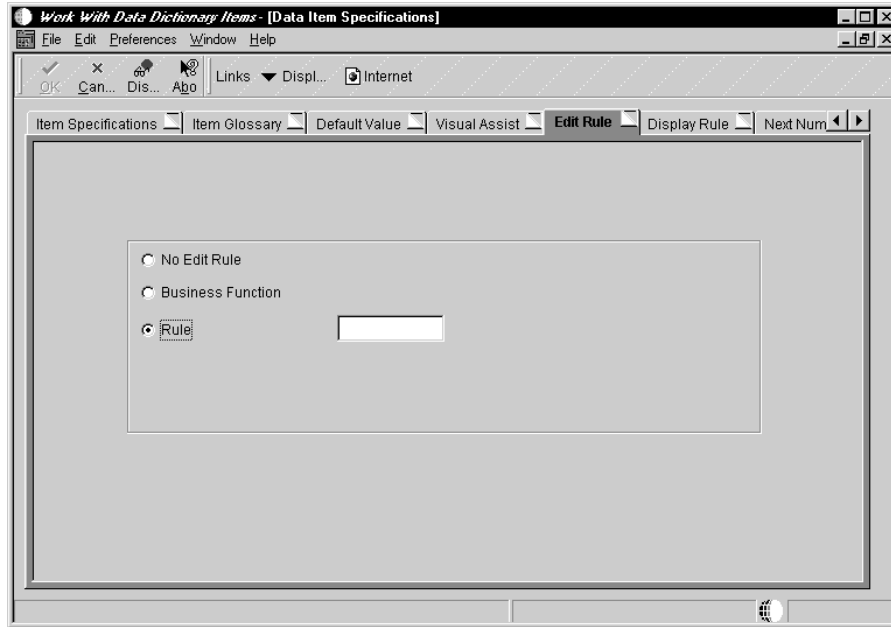 Work With Data Dictionary Items - [Data Item Specifications]
File Edit Preferences Window Help
OK Can... Dis... Abo Links Displ... Internet
Item Specifications Item Glossary Default Value Visual Assist Edit Rule Display Rule Next Num
No Edit Rule
Business Function
Rule